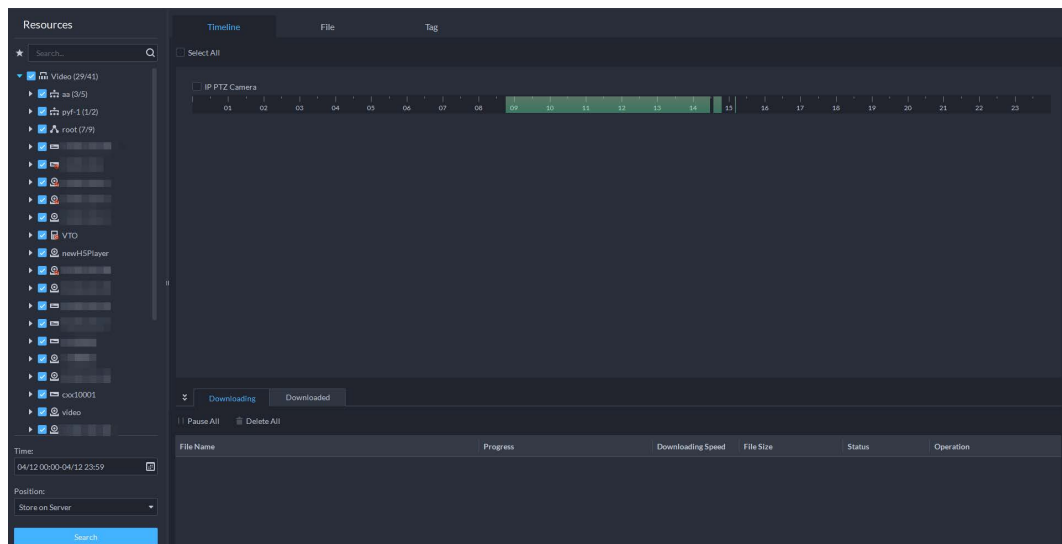 Resources
Timeline File Tag
Search...
Select All
Video (29/41)
aa (3/5)
pyf-1 (1/2)
root (7/9)
VTO
newH5Player
cxx10001
video
IP PTZ Camera
01 02 03 04 05 06 07 08 09 10 11 12 13 14 15 16 17 18 19 20 21 22 23
Time:
04/12 00:00-04/12 23:59
Position:
Store on Server
Search
Downloading Downloaded
Pause All Delete All
File Name Progress Downloading Speed File Size Status Operation